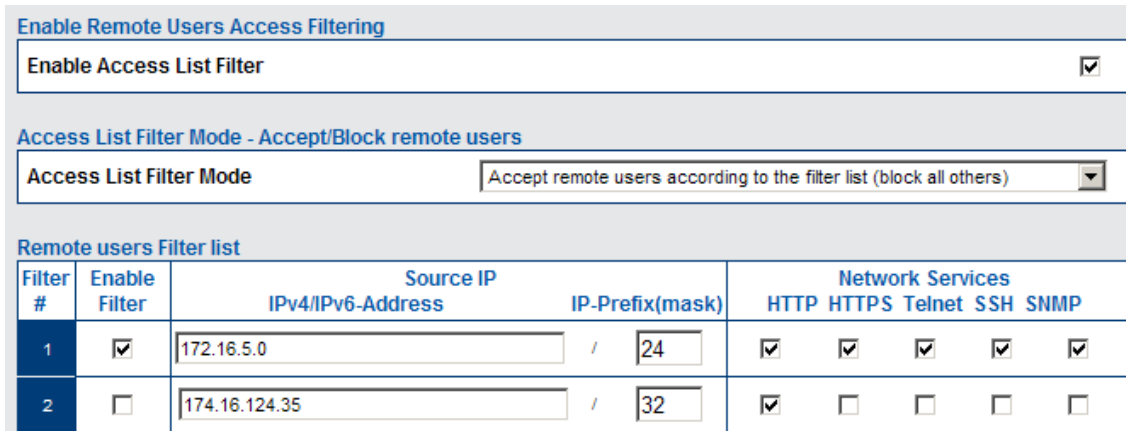 Enable Remote Users Access Filtering
Enable Access List Filter
Access List Filter Mode - Accept/Block remote users
Access List Filter Mode Accept remote users according to the filter list (block all others)
Remote users Filter list
Filter # Enable Filter Source IP IPv4/IPv6-Address IP-Prefix(mask) Network Services HTTP HTTPS Telnet SSH SNMP
1 172.16.5.0 / 24
2 174.16.124.35 / 32